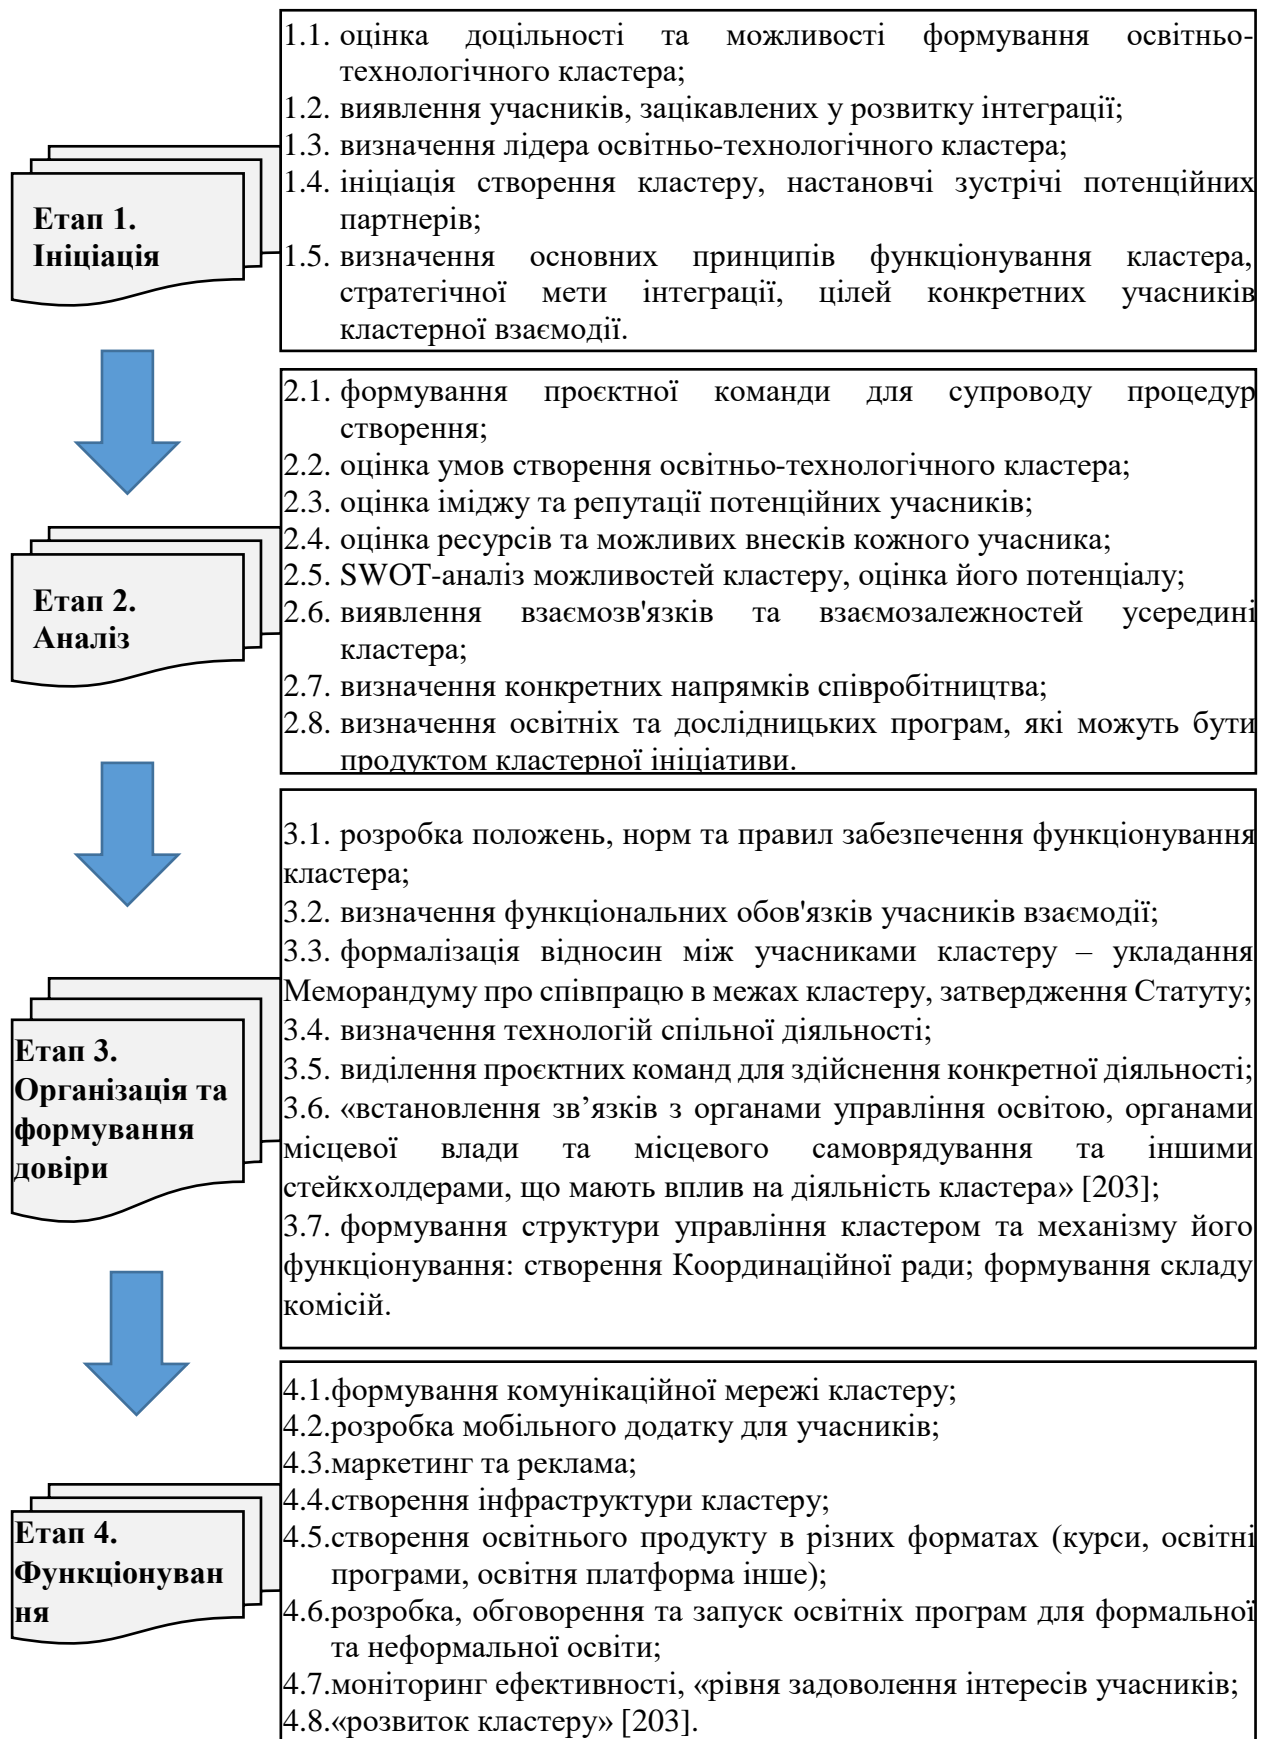 Етап 1.
Ініціація
1.1. оцінка доцільності та можливості формування освітньо-
технологічного кластера;
1.2. виявлення учасників, зацікавлених у розвитку інтеграції;
1.3. визначення лідера освітньо-технологічного кластера;
1.4. ініціація створення кластеру, настановчі зустрічі потенційних
партнерів;
1.5. визначення основних принципів функціонування кластера,
стратегічної мети інтеграції, цілей конкретних учасників
кластерної взаємодії.
Етап 2.
Аналіз
2.1. формування проєктної команди для супроводу процедур
створення;
2.2. оцінка умов створення освітньо-технологічного кластера;
2.3. оцінка іміджу та репутації потенційних учасників;
2.4. оцінка ресурсів та можливих внесків кожного учасника;
2.5. SWOT-аналіз можливостей кластеру, оцінка його потенціалу;
2.6. виявлення взаємозв'язків та взаємозалежностей усередині
кластера;
2.7. визначення конкретних напрямків співробітництва;
2.8. визначення освітніх та дослідницьких програм, які можуть бути
продуктом кластерної ініціативи.
Етап 3.
Організація та
формування
довіри
3.1. розробка положень, норм та правил забезпечення функціонування
кластера;
3.2. визначення функціональних обов'язків учасників взаємодії;
3.3. формалізація відносин між учасниками кластеру – укладання
Меморандуму про співпрацю в межах кластеру, затвердження Статуту;
3.4. визначення технологій спільної діяльності;
3.5. виділення проєктних команд для здійснення конкретної діяльності;
3.6. «встановлення зв’язків з органами управління освітою, органами
місцевої влади та місцевого самоврядування та іншими
стейкхолдерами, що мають вплив на діяльність кластера» [203];
3.7. формування структури управління кластером та механізму його
функціонування: створення Координаційної ради; формування складу
комісій.
Етап 4.
Функціонуван
ня
4.1.формування комунікаційної мережі кластеру;
4.2.розробка мобільного додатку для учасників;
4.3.маркетинг та реклама;
4.4.створення інфраструктури кластеру;
4.5.створення освітнього продукту в різних форматах (курси, освітні
програми, освітня платформа інше);
4.6.розробка, обговорення та запуск освітніх програм для формальної
та неформальної освіти;
4.7.моніторинг ефективності, «рівня задоволення інтересів учасників;
4.8.«розвиток кластеру» [203].